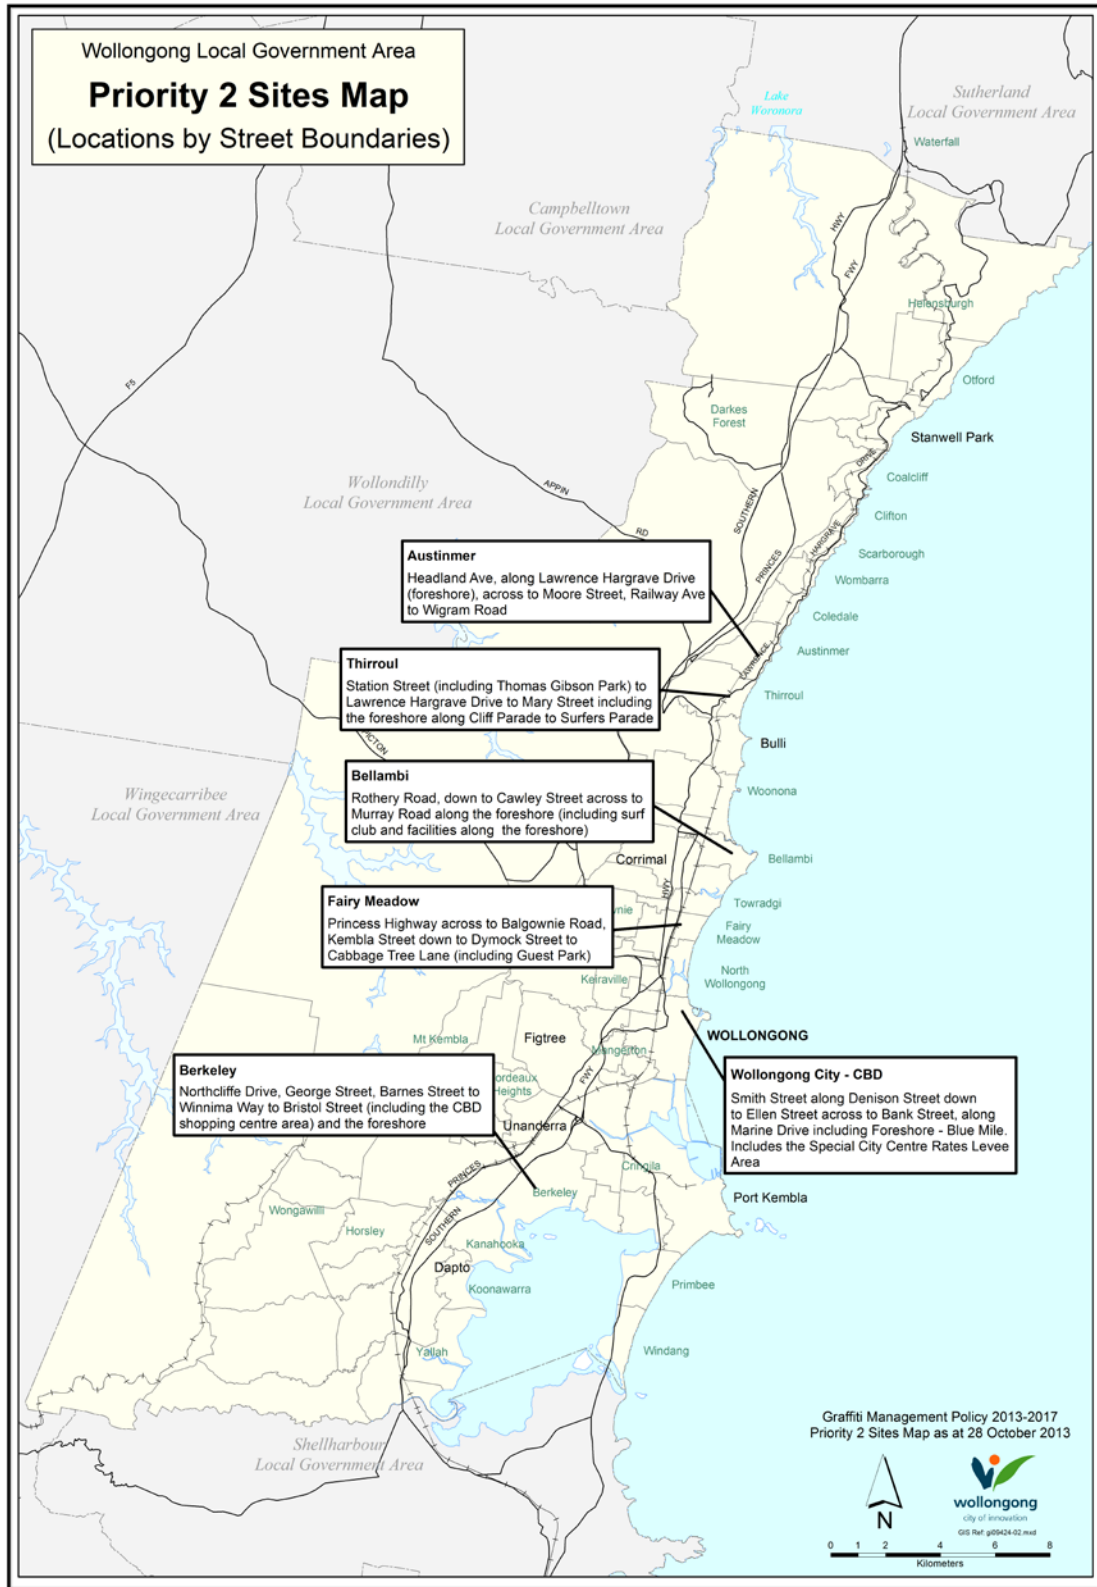 Wollongong Local Government Area
Priority 2 Sites Map
(Locations by Street Boundaries)
Lake
Woronora
Sutherland
Local Government Area
Waterfall
Campbelltown
Local Government Area
HWY
FWY
Helensburgh
F5
Otford
Darkes
Forest
Stanwell Park
DRIVE
Coalcliff
Wollondilly
Local Government Area
APPIN
RD
SOUTHERN
Clifton
HARGRAVE
Scarborough
PRINCES
Wombarra
Austinmer
Headland Ave, along Lawrence Hargrave Drive
(foreshore), across to Moore Street, Railway Ave
to Wigram Road
Coledale
LAWRENCE
Austinmer
Thirroul
Station Street (including Thomas Gibson Park) to
Lawrence Hargrave Drive to Mary Street including
the foreshore along Cliff Parade to Surfers Parade
Thirroul
PICTON
Bulli
Wingecarribee
Local Government Area
Bellambi
Rothery Road, down to Cawley Street across to
Murray Road along the foreshore (including surf
club and facilities along the foreshore)
Woonona
Corrimal
Bellambi
HWY
Fairy Meadow
Princess Highway across to Balgownie Road,
Kembla Street down to Dymock Street to
Cabbage Tree Lane (including Guest Park)
nie
Towradgi
Fairy
Meadow
Keiraville
North
Wollongong
Mt Kembla
Figtree
Mangerton
WOLLONGONG
Berkeley
Northcliffe Drive, George Street, Barnes Street to
Winnima Way to Bristol Street (including the CBD
shopping centre area) and the foreshore
ordeaux
Heights
FWY
Wollongong City - CBD
Smith Street along Denison Street down
to Ellen Street across to Bank Street, along
Marine Drive including Foreshore - Blue Mile.
Includes the Special City Centre Rates Levee
Area
Unanderra
PRINCES
Cringila
Berkeley
Port Kembla
Wongawilli
Horsley
SOUTHERN
Kanahooka
Dapto
Koonawarra
Primbee
Yallah
Windang
Shellharbour
Local Government Area
Graffiti Management Policy 2013-2017
Priority 2 Sites Map as at 28 October 2013
N
wollongong
city of innovation
GIS Ref: gi09424-02.mxd
0 1 2 4 6 8
Kilometers